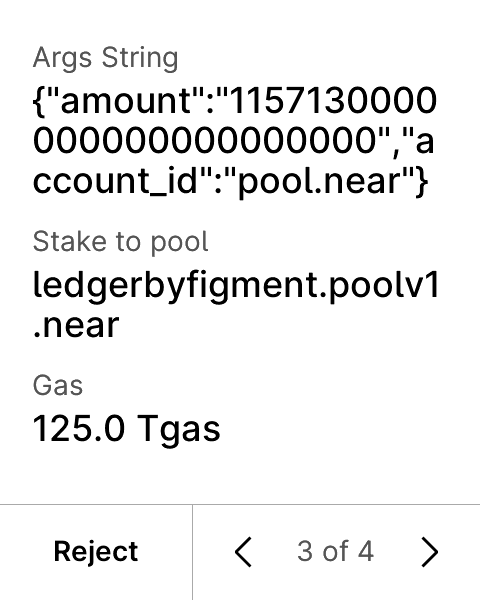 Args String
{"amount":"1157130000
000000000000000000","a
ccount_id":"pool.near"}
Stake to pool
ledgerbyfigment.poolv1
.near
Gas
125.0 Tgas
Reject
3 of 4